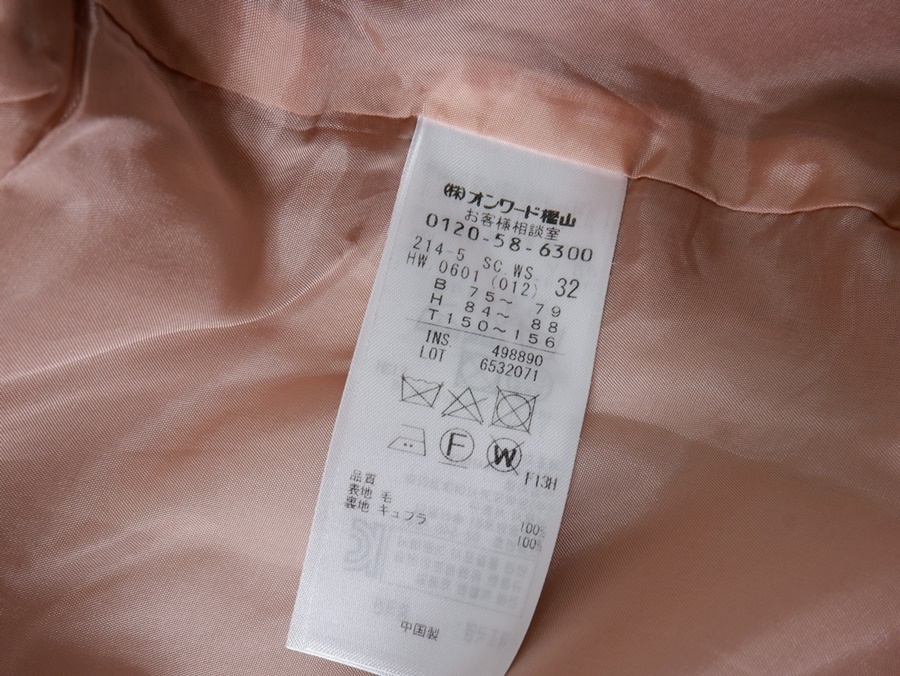 (株)オンワード樫山
お客様相談室
0120-58-6300
214-5 SC.WS.
HW 0601 (012) 32
B 75～ 79
H 84～ 88
T150～156
INS. 498890
LOT 6532071
F
W
F13H
品質
表地 毛 100%
裏地 キュプラ 100%
中国製